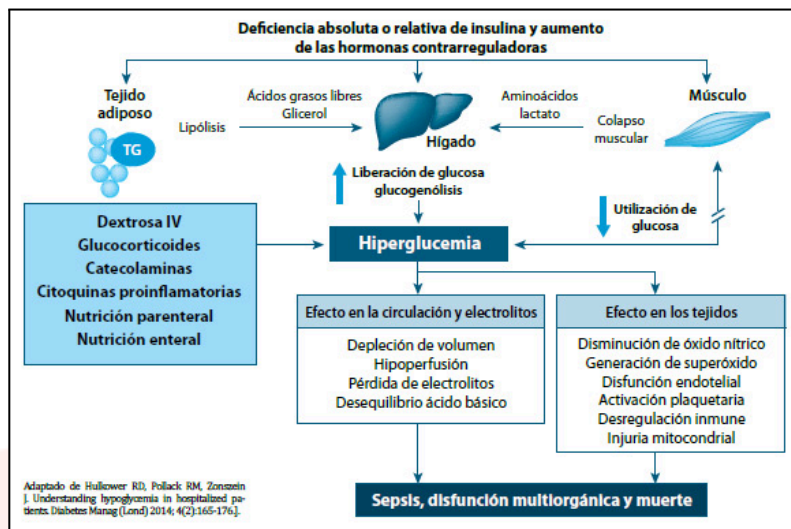 Deficiencia absoluta o relativa de insulina y aumento
de las hormonas contrarreguladoras
Tejido
adiposo
TG
Lipólisis
Ácidos grasos libres
Glicerol
Hígado
Aminoácidos
lactato
Colapso
muscular
Músculo
Liberación de glucosa
glucogenólisis
Utilización de
glucosa
Dextrosa IV
Glucocorticoides
Catecolaminas
Citoquinas proinflamatorias
Nutrición parenteral
Nutrición enteral
Hiperglucemia
Efecto en la circulación y electrolitos
Depleción de volumen
Hipoperfusión
Pérdida de electrolitos
Desequilibrio ácido básico
Efecto en los tejidos
Disminución de óxido nítrico
Generación de superóxido
Disfunción endotelial
Activación plaquetaria
Desregulación inmune
Injuria mitocondrial
Sepsis, disfunción multiorgánica y muerte
Adaptado de Hulkower RD, Pollack RM, Zonszein
J. Understanding hypoglycemia in hospitalized pa-
tients. Diabetes Manag (Lond) 2014; 4(2):165-176.].